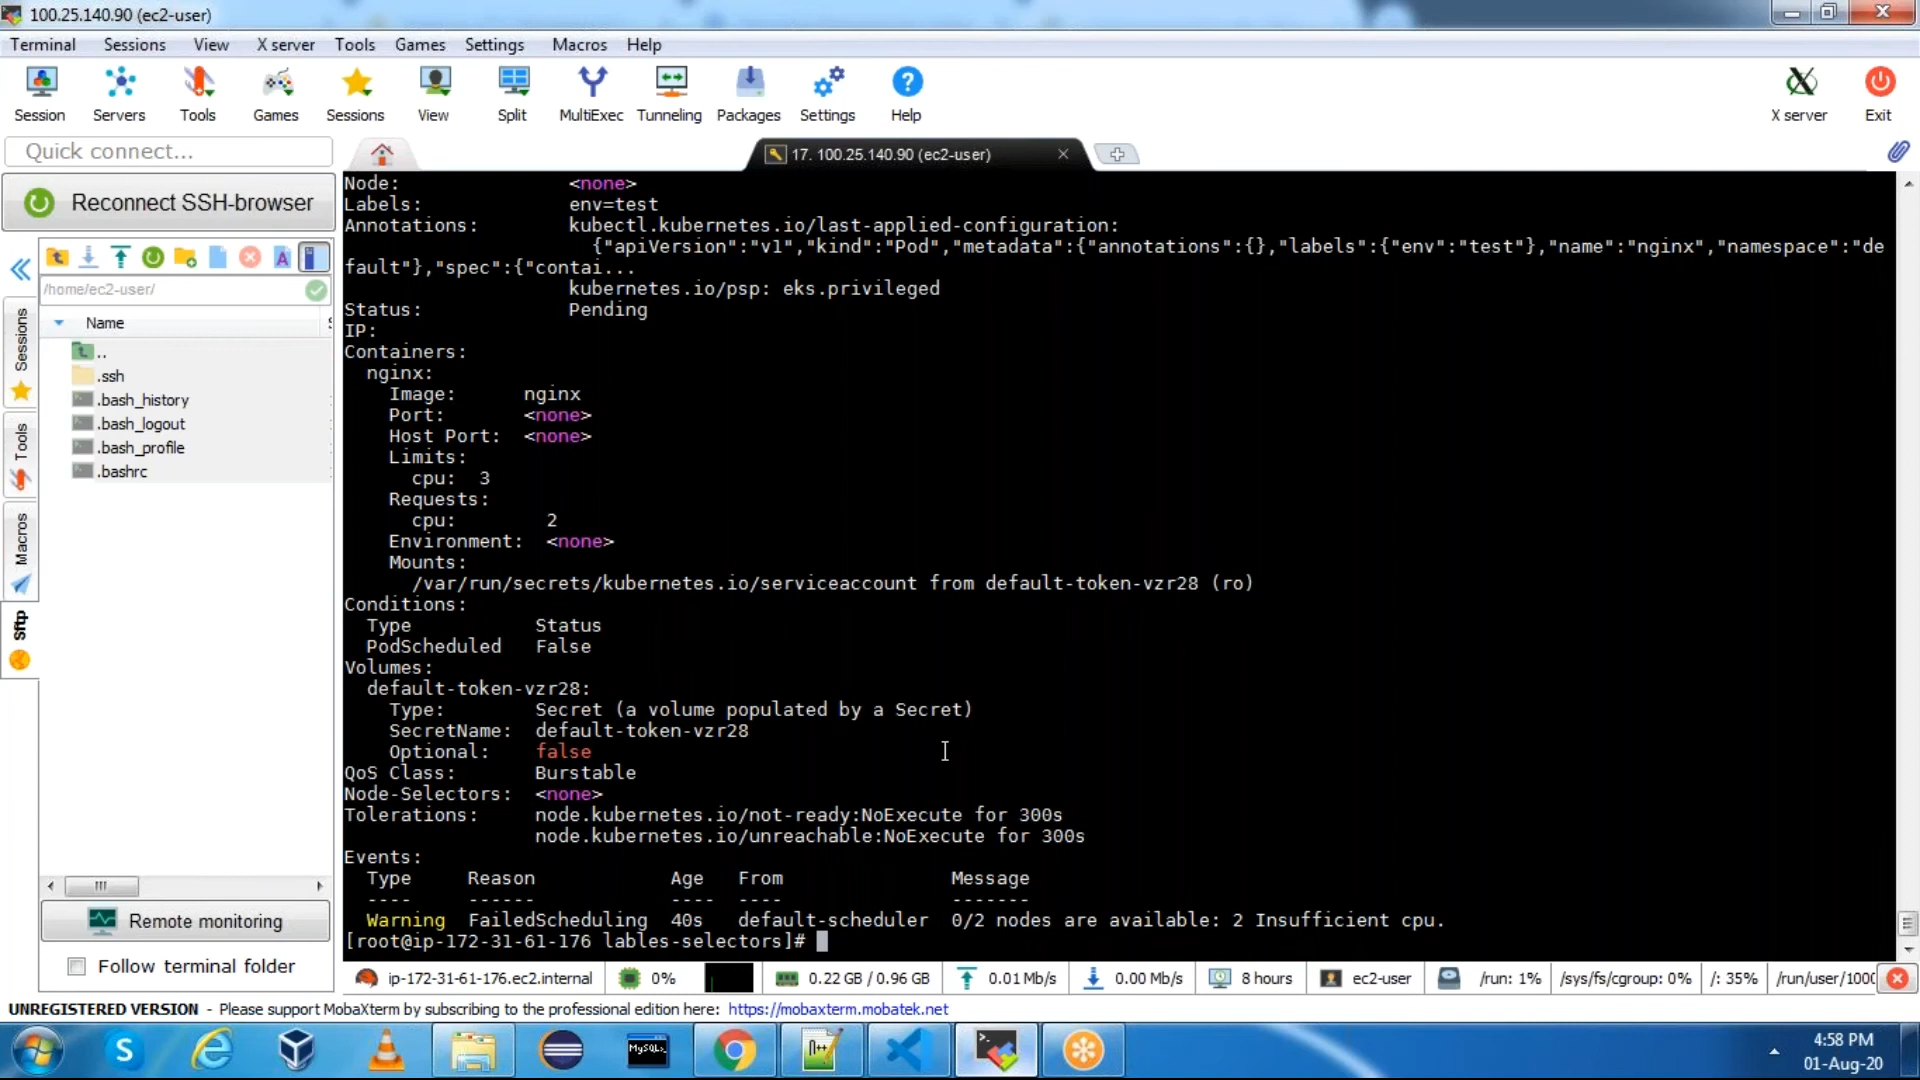 100.25.140.90 (ec2-user)
Terminal Sessions View X server Tools Games Settings Macros Help
Session Servers Tools Games Sessions View Split MultiExec Tunneling Packages Settings Help X server Exit
Quick connect...
17. 100.25.140.90 (ec2-user)
Reconnect SSH-browser
/home/ec2-user/
Name
..
.ssh
.bash_history
.bash_logout
.bash_profile
.bashrc
Sessions
Tools
Macros
Sftp
Remote monitoring
Follow terminal folder
Node: <none>
Labels: env=test
Annotations: kubectl.kubernetes.io/last-applied-configuration:
{"apiVersion":"v1","kind":"Pod","metadata":{"annotations":{},"labels":{"env":"test"},"name":"nginx","namespace":"de
fault"},"spec":{"contai...
kubernetes.io/psp: eks.privileged
Status: Pending
IP:
Containers:
nginx:
Image: nginx
Port: <none>
Host Port: <none>
Limits:
cpu: 3
Requests:
cpu: 2
Environment: <none>
Mounts:
/var/run/secrets/kubernetes.io/serviceaccount from default-token-vzr28 (ro)
Conditions:
Type Status
PodScheduled False
Volumes:
default-token-vzr28:
Type: Secret (a volume populated by a Secret)
SecretName: default-token-vzr28
Optional: false
QoS Class: Burstable
Node-Selectors: <none>
Tolerations: node.kubernetes.io/not-ready:NoExecute for 300s
node.kubernetes.io/unreachable:NoExecute for 300s
Events:
Type Reason Age From Message
---- ------ ---- ---- -------
Warning FailedScheduling 40s default-scheduler 0/2 nodes are available: 2 Insufficient cpu.
[root@ip-172-31-61-176 lables-selectors]#
ip-172-31-61-176.ec2.internal 0% 0.22 GB / 0.96 GB 0.01 Mb/s 0.00 Mb/s 8 hours ec2-user /run: 1% /sys/fs/cgroup: 0% /: 35% /run/user/1000
UNREGISTERED VERSION - Please support MobaXterm by subscribing to the professional edition here: https://mobaxterm.mobatek.net
MySQL
4:58 PM
01-Aug-20